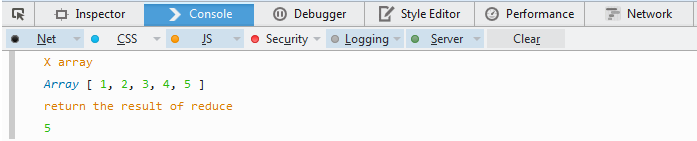 Inspector Console Debugger Style Editor Performance Network
Net CSS JS Security Logging Server Clear
X array
Array [ 1, 2, 3, 4, 5 ]
return the result of reduce
5